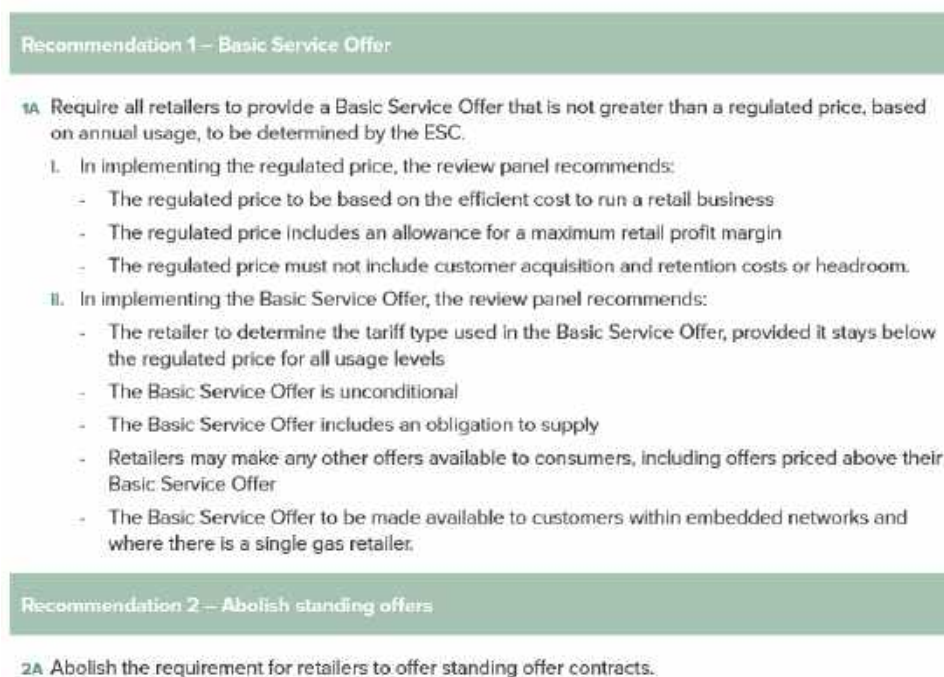 Recommendation 1 – Basic Service Offer
1A Require all retailers to provide a Basic Service Offer that is not greater than a regulated price, based
on annual usage, to be determined by the ESC.
I. In implementing the regulated price, the review panel recommends:
- The regulated price to be based on the efficient cost to run a retail business
- The regulated price includes an allowance for a maximum retail profit margin
- The regulated price must not include customer acquisition and retention costs or headroom.
II. In implementing the Basic Service Offer, the review panel recommends:
- The retailer to determine the tariff type used in the Basic Service Offer, provided it stays below
the regulated price for all usage levels
- The Basic Service Offer is unconditional
- The Basic Service Offer includes an obligation to supply
- Retailers may make any other offers available to consumers, including offers priced above their
Basic Service Offer
- The Basic Service Offer to be made available to customers within embedded networks and
where there is a single gas retailer.
Recommendation 2 – Abolish standing offers
2A Abolish the requirement for retailers to offer standing offer contracts.